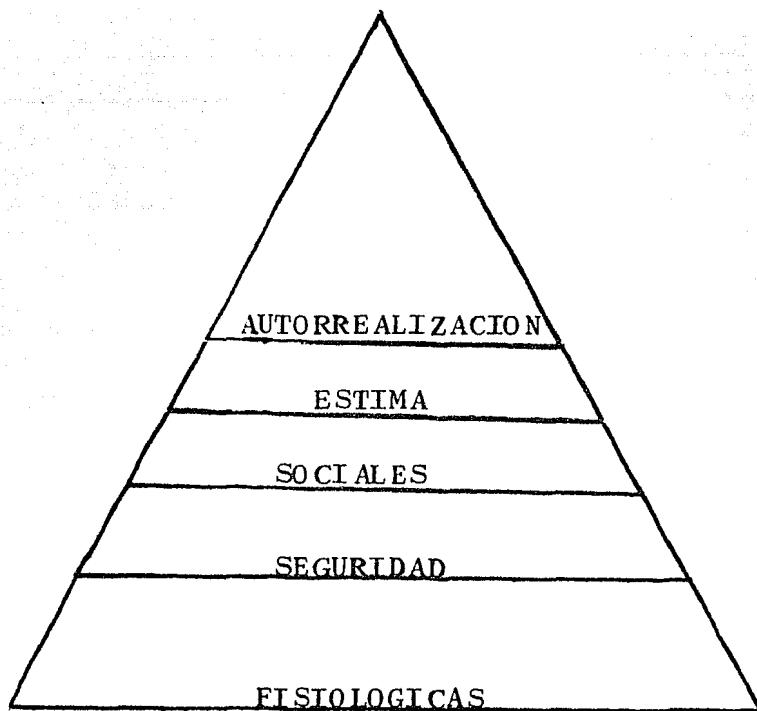 AUTORREALIZACION
ESTIMA
SOCIALES
SEGURIDAD
FISIOLOGICAS